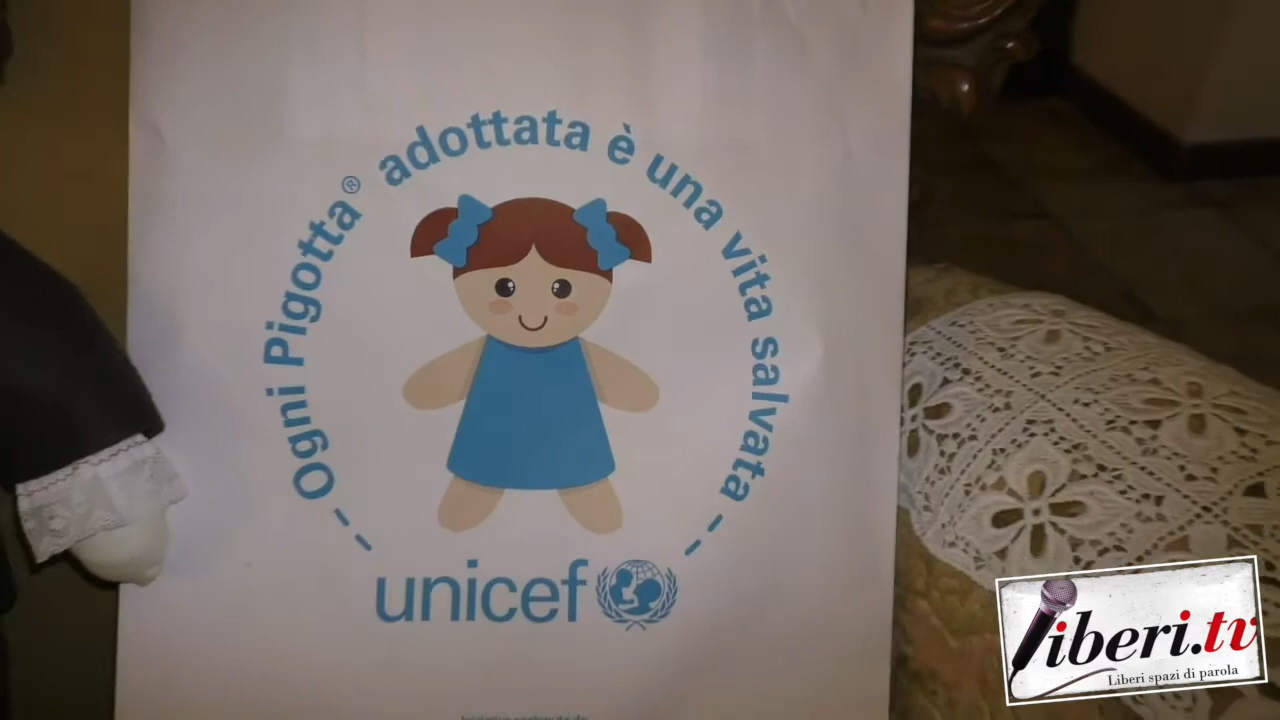 Ogni Pigotta® adottata è una vita salvata
unicef
liberi.tv
Liberi spazi di parola